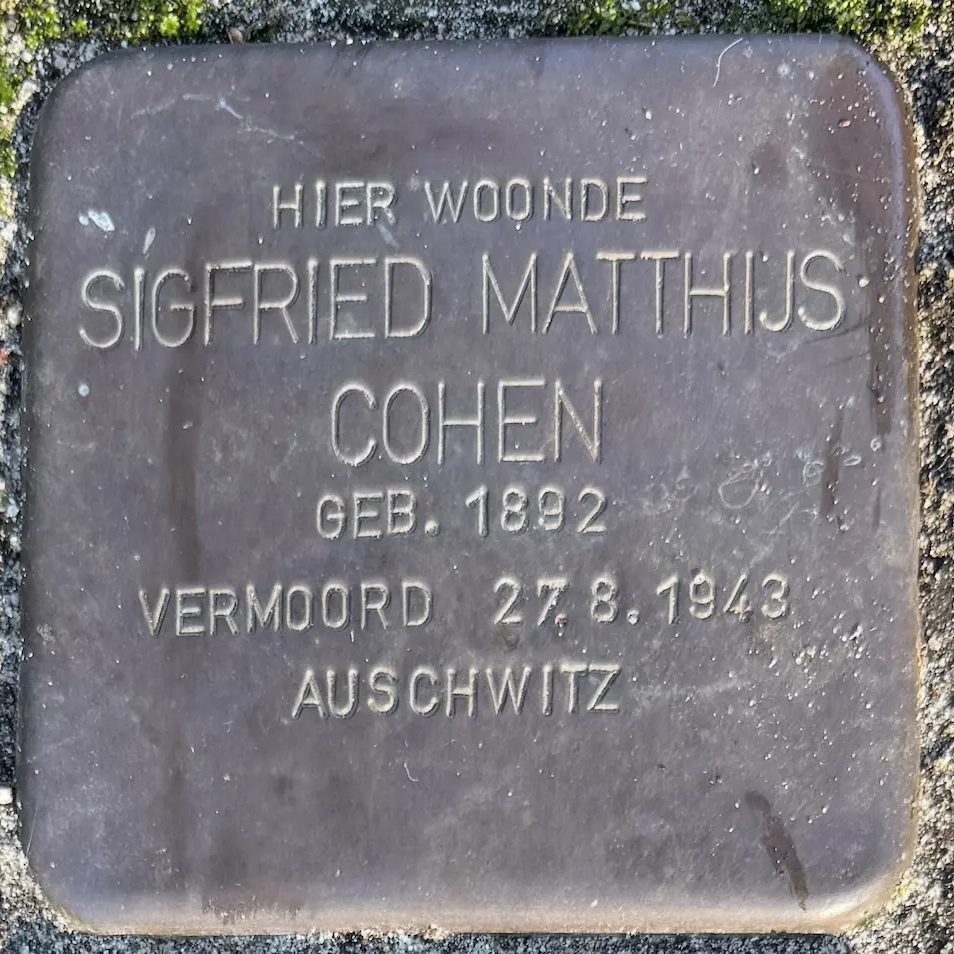 HIER WOONDE
SIGFRIED MATTHIJS
COHEN
GEB. 1892
VERMOORD 27.8.1943
AUSCHWITZ